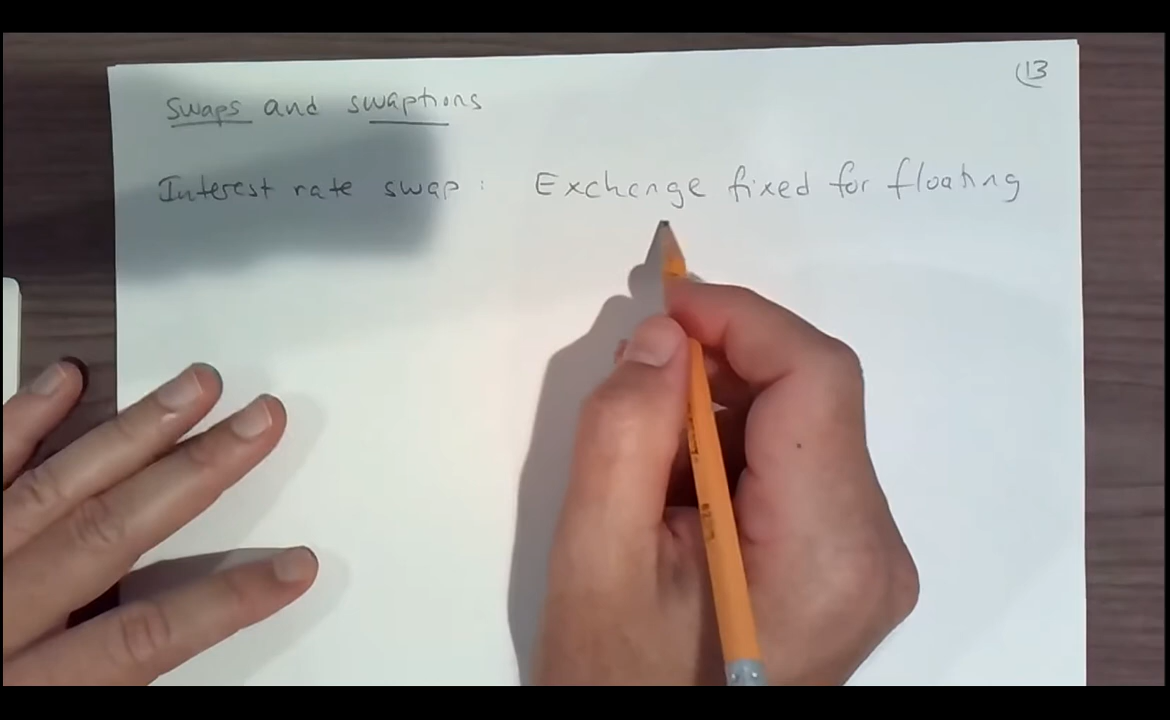 (13
Swaps and swaptions
Interest rate swap : Exchange fixed for floating